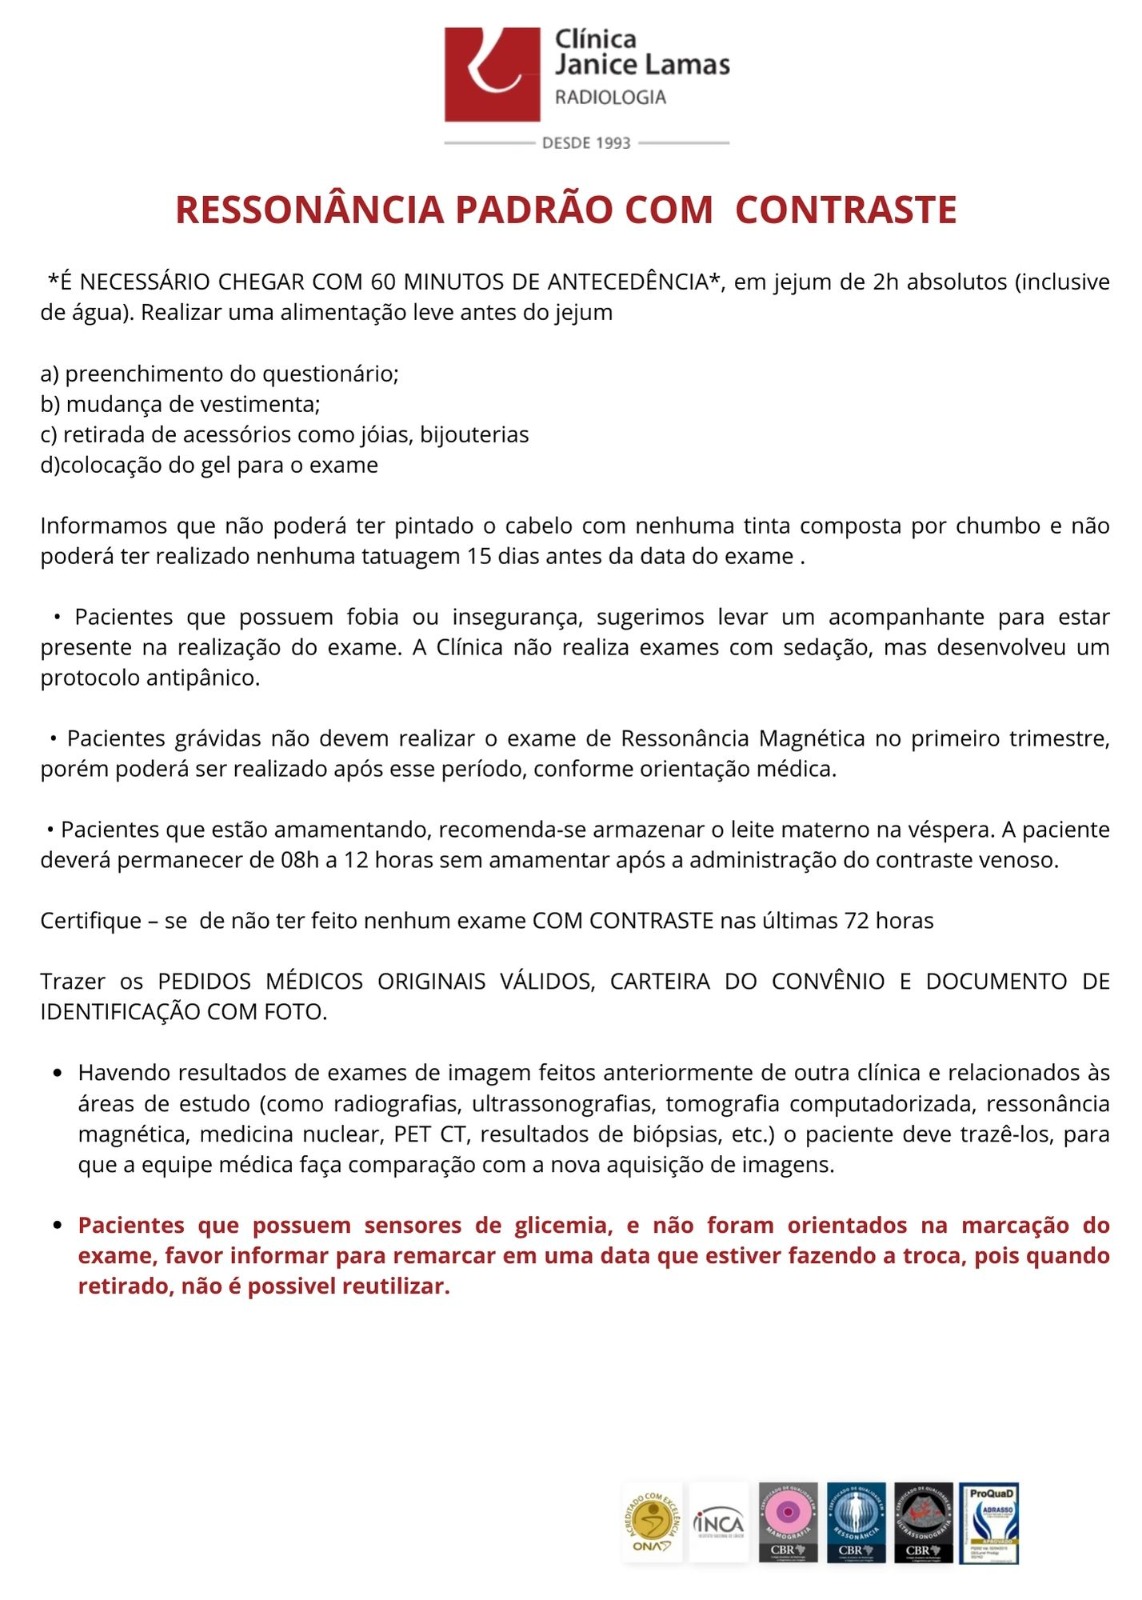 Clínica
Janice Lamas
RADIOLOGIA
DESDE 1993
RESSONÂNCIA PADRÃO COM CONTRASTE
*É NECESSÁRIO CHEGAR COM 60 MINUTOS DE ANTECEDÊNCIA*, em jejum de 2h absolutos (inclusive
de água). Realizar uma alimentação leve antes do jejum
a) preenchimento do questionário;
b) mudança de vestimenta;
c) retirada de acessórios como jóias, bijouterias
d)colocação do gel para o exame
Informamos que não poderá ter pintado o cabelo com nenhuma tinta composta por chumbo e não
poderá ter realizado nenhuma tatuagem 15 dias antes da data do exame .
• Pacientes que possuem fobia ou insegurança, sugerimos levar um acompanhante para estar
presente na realização do exame. A Clínica não realiza exames com sedação, mas desenvolveu um
protocolo antipânico.
• Pacientes grávidas não devem realizar o exame de Ressonância Magnética no primeiro trimestre,
porém poderá ser realizado após esse período, conforme orientação médica.
• Pacientes que estão amamentando, recomenda-se armazenar o leite materno na véspera. A paciente
deverá permanecer de 08h a 12 horas sem amamentar após a administração do contraste venoso.
Certifique – se de não ter feito nenhum exame COM CONTRASTE nas últimas 72 horas
Trazer os PEDIDOS MÉDICOS ORIGINAIS VÁLIDOS, CARTEIRA DO CONVÊNIO E DOCUMENTO DE
IDENTIFICAÇÃO COM FOTO.
• Havendo resultados de exames de imagem feitos anteriormente de outra clínica e relacionados às
áreas de estudo (como radiografias, ultrassonografias, tomografia computadorizada, ressonância
magnética, medicina nuclear, PET CT, resultados de biópsias, etc.) o paciente deve trazê-los, para
que a equipe médica faça comparação com a nova aquisição de imagens.
• Pacientes que possuem sensores de glicemia, e não foram orientados na marcação do
exame, favor informar para remarcar em uma data que estiver fazendo a troca, pois quando
retirado, não é possivel reutilizar.
ACREDITADO COM EXCELÊNCIA
ONA
INCA
CERTIFICADO DE QUALIDADE EM
MAMOGRAFIA
CBR
CERTIFICADO DE QUALIDADE EM
RESSONÂNCIA
CBR
CERTIFICADO DE QUALIDADE EM
ULTRASSONOGRAFIA
CBR
ProQuaD
ABRASSO